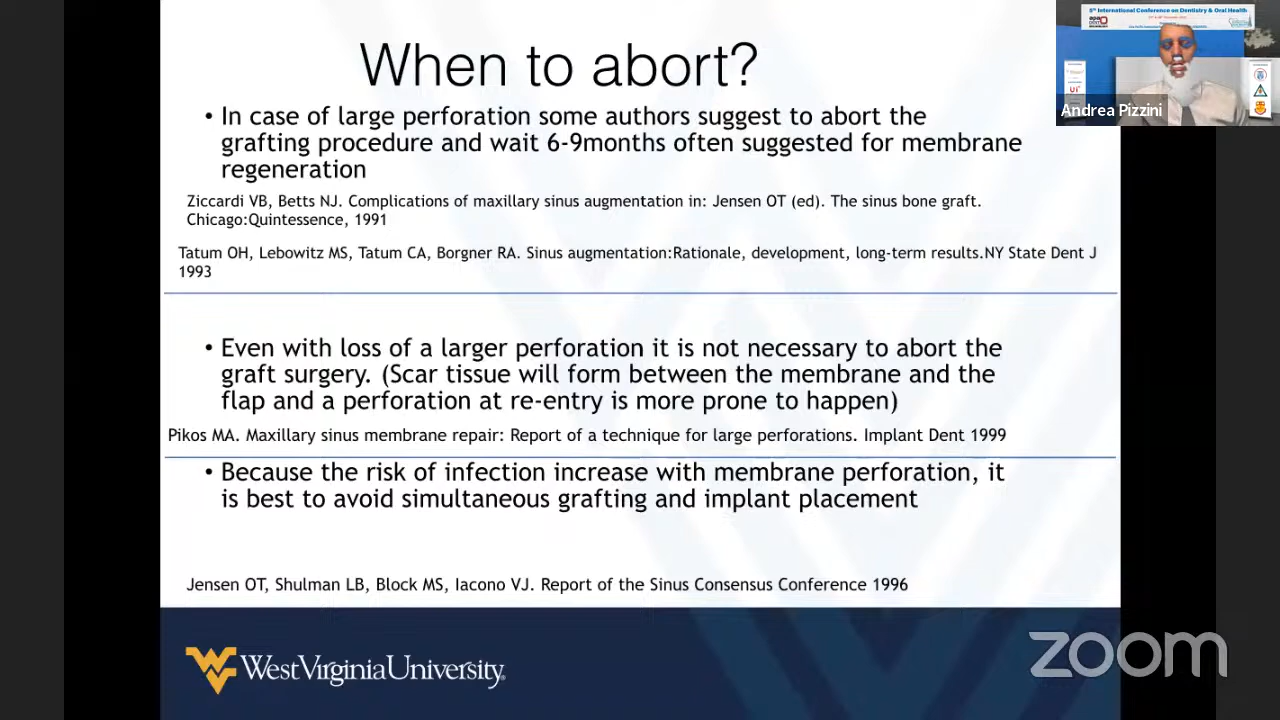 When to abort?
5th International Conference on Dentistry & Oral Health
Andrea Pizzini
• In case of large perforation some authors suggest to abort the
grafting procedure and wait 6-9months often suggested for membrane
regeneration
Ziccardi VB, Betts NJ. Complications of maxillary sinus augmentation in: Jensen OT (ed). The sinus bone graft.
Chicago:Quintessence, 1991
Tatum OH, Lebowitz MS, Tatum CA, Borgner RA. Sinus augmentation:Rationale, development, long-term results.NY State Dent J
1993
• Even with loss of a larger perforation it is not necessary to abort the
graft surgery. (Scar tissue will form between the membrane and the
flap and a perforation at re-entry is more prone to happen)
Pikos MA. Maxillary sinus membrane repair: Report of a technique for large perforations. Implant Dent 1999
• Because the risk of infection increase with membrane perforation, it
is best to avoid simultaneous grafting and implant placement
Jensen OT, Shulman LB, Block MS, Iacono VJ. Report of the Sinus Consensus Conference 1996
West Virginia University
zoom